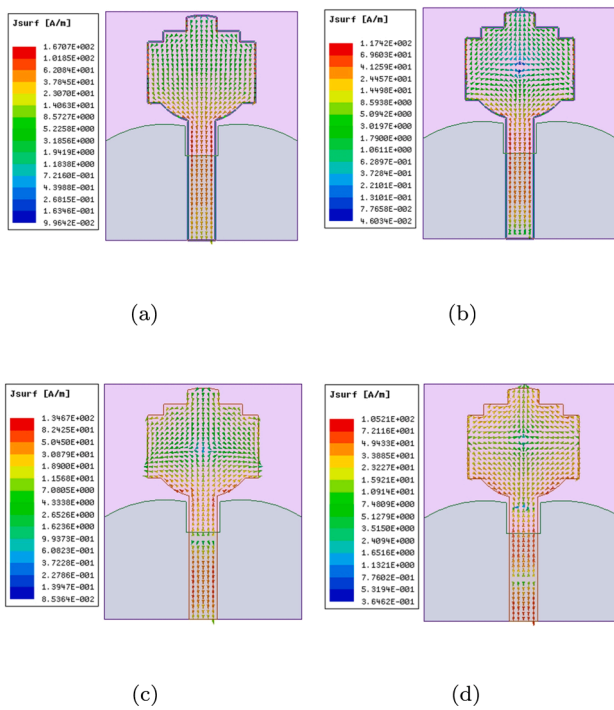 Jsurf [A/m]
1.6707E+002
1.0185E+002
6.2084E+001
3.7845E+001
2.3070E+001
1.4063E+001
8.5727E+000
5.2258E+000
3.1856E+000
1.9419E+000
1.1838E+000
7.2160E-001
4.3988E-001
2.6815E-001
1.6346E-001
9.9642E-002
Jsurf [A/m]
1.1742E+002
6.9603E+001
4.1259E+001
2.4457E+001
1.4498E+001
8.5938E+000
5.0942E+000
3.0197E+000
1.7900E+000
1.0611E+000
6.2897E-001
3.7284E-001
2.2101E-001
1.3101E-001
7.7658E-002
4.6034E-002
(a)
(b)
Jsurf [A/m]
1.3467E+002
8.2425E+001
5.0450E+001
3.0879E+001
1.8900E+001
1.1568E+001
7.0805E+000
4.3338E+000
2.6526E+000
1.6236E+000
9.9373E-001
6.0823E-001
3.7228E-001
2.2786E-001
1.3947E-001
8.5364E-002
Jsurf [A/m]
1.0521E+002
7.2116E+001
4.9433E+001
3.3885E+001
2.3227E+001
1.5921E+001
1.0914E+001
7.4809E+000
5.1279E+000
3.5150E+000
2.4094E+000
1.6516E+000
1.1321E+000
7.7602E-001
5.3194E-001
3.6462E-001
(c)
(d)